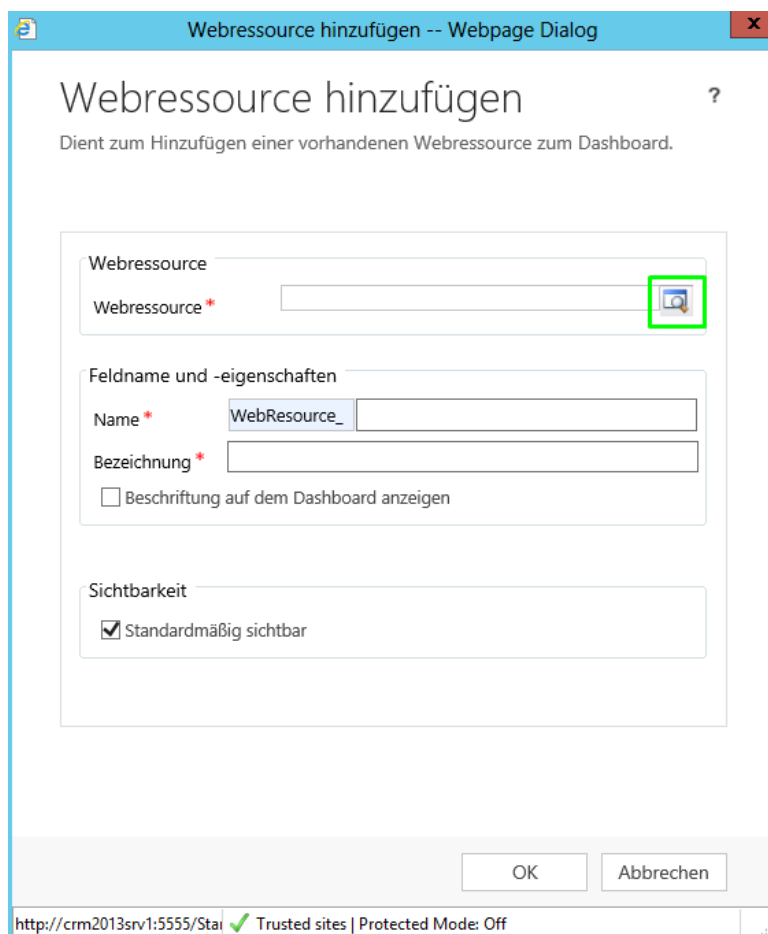 Webressource hinzufügen -- Webpage Dialog
x
Webressource hinzufügen
?
Dient zum Hinzufügen einer vorhandenen Webressource zum Dashboard.
Webressource
Webressource *
Feldname und -eigenschaften
Name * WebResource_
Bezeichnung *
Beschriftung auf dem Dashboard anzeigen
Sichtbarkeit
Standardmäßig sichtbar
OK Abbrechen
http://crm2013srv1:5555/Sta Trusted sites | Protected Mode: Off